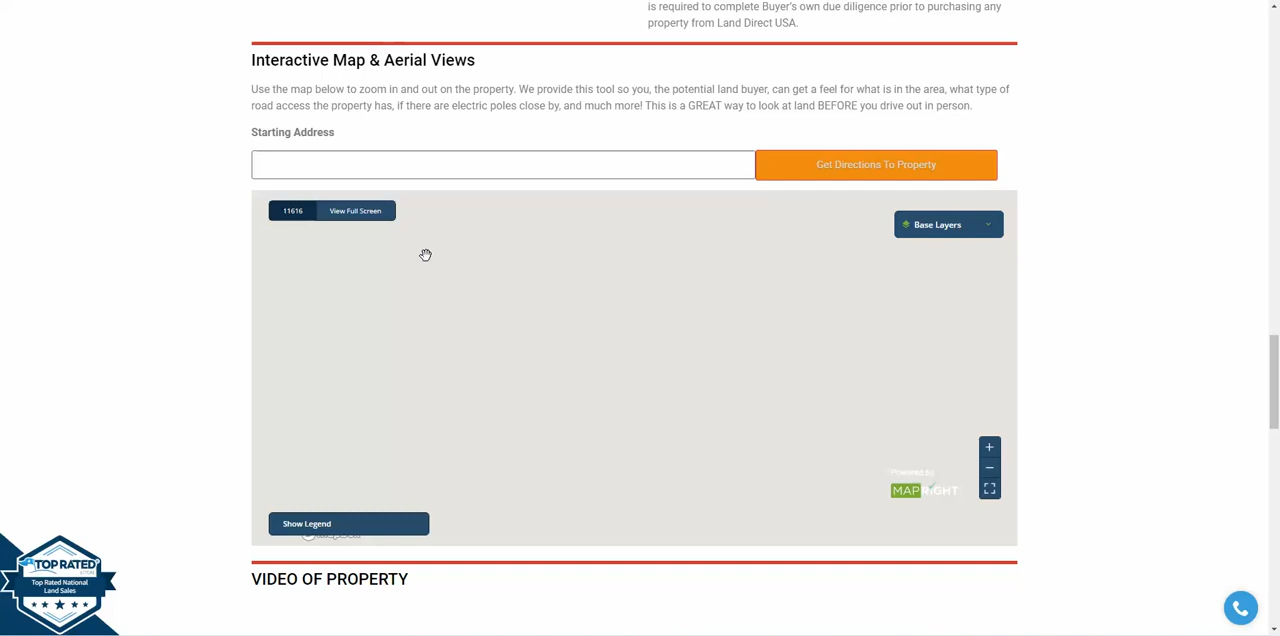 is required to complete Buyer's own due diligence prior to purchasing any
property from Land Direct USA.
Interactive Map & Aerial Views
Use the map below to zoom in and out on the property. We provide this tool so you, the potential land buyer, can get a feel for what is in the area, what type of
road access the property has, if there are electric poles close by, and much more! This is a GREAT way to look at land BEFORE you drive out in person.
Starting Address
Get Directions To Property
11616 View Full Screen
Base Layers
+
−
Powered by
MAPRIGHT
Show Legend
VIDEO OF PROPERTY
TOP RATED
Top Rated National
Land Sales